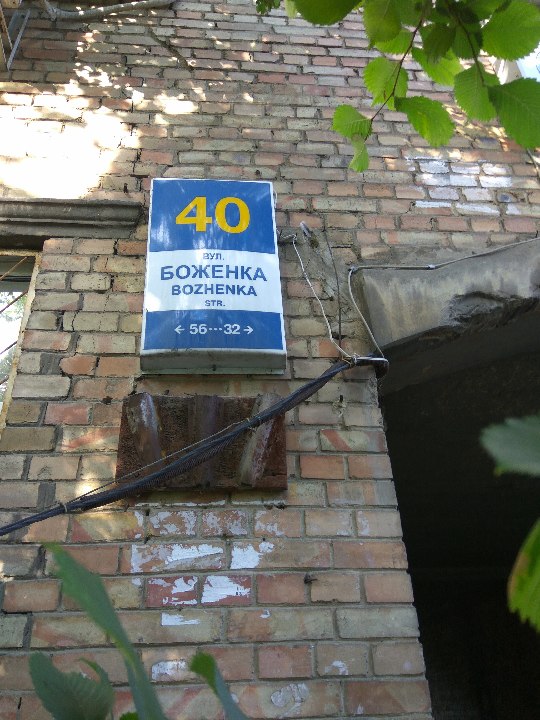 40
ВУЛ.
БОЖЕНКА
BOZHENKA
STR.
← 56···32 →